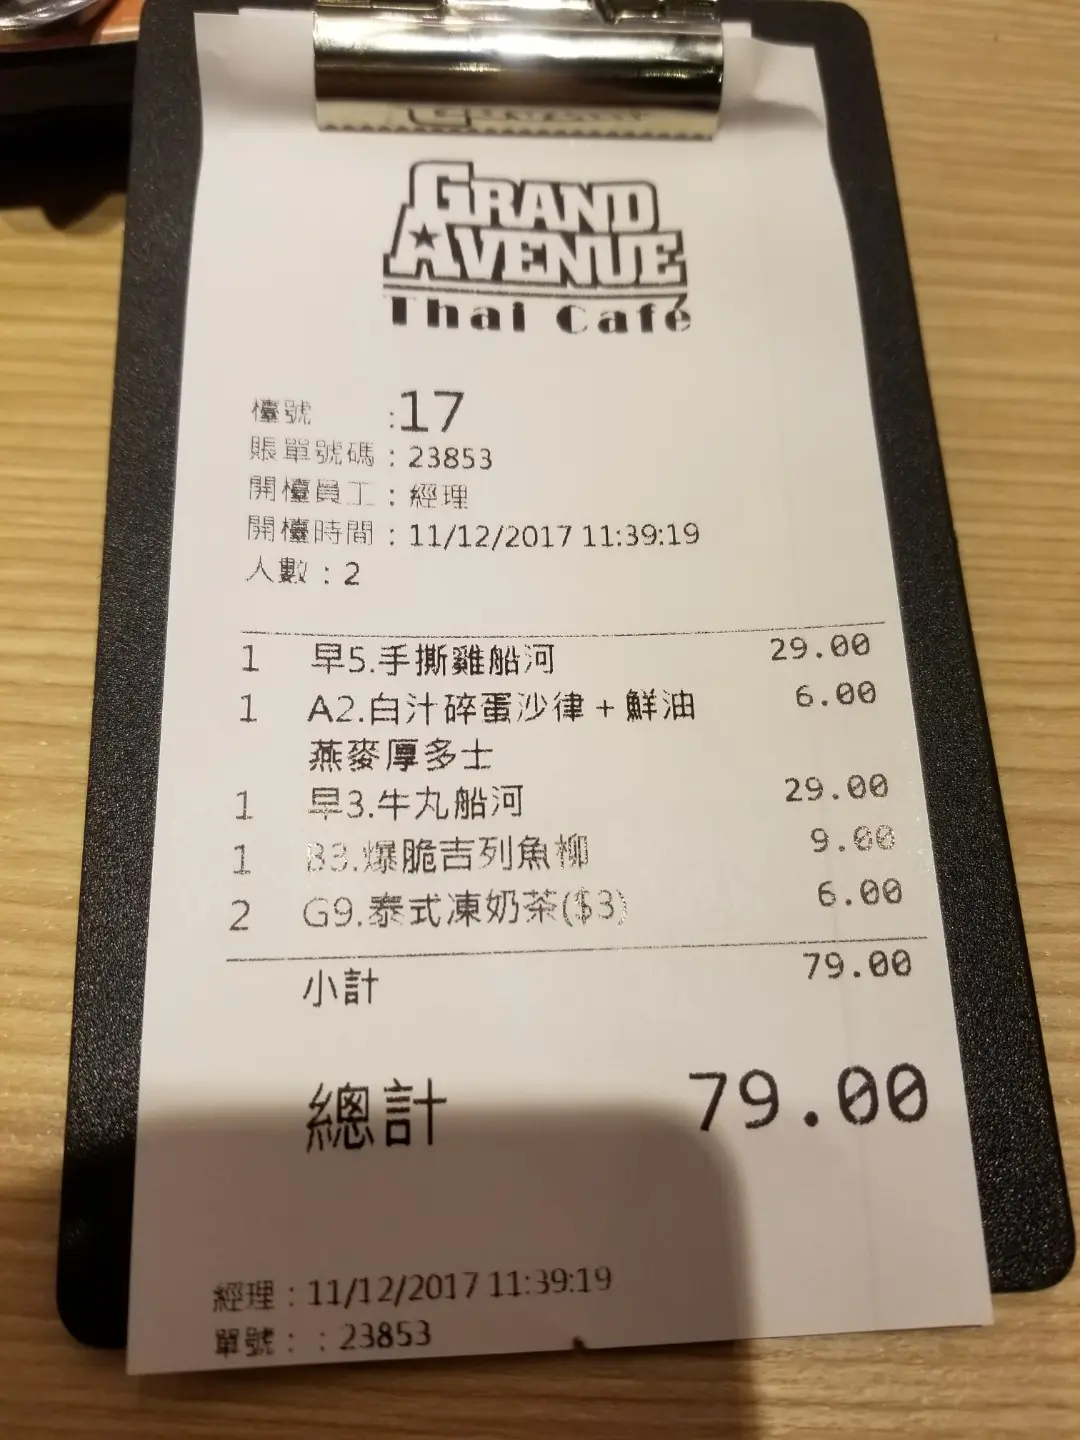 GRAND
AVENUE
Thai Café
檯號 :17
賬單號碼 : 23853
開檯員工 : 經理
開檯時間 : 11/12/2017 11:39:19
人數 : 2
1 早5.手撕雞船河 29.00
1 A2.白汁碎蛋沙律 + 鮮油 6.00
燕麥厚多士
1 早3.牛丸船河 29.00
1 B3.爆脆吉列魚柳 9.00
2 G9.泰式凍奶茶($3) 6.00
小計 79.00
總計 79.00
經理 : 11/12/2017 11:39:19
單號 : : 23853